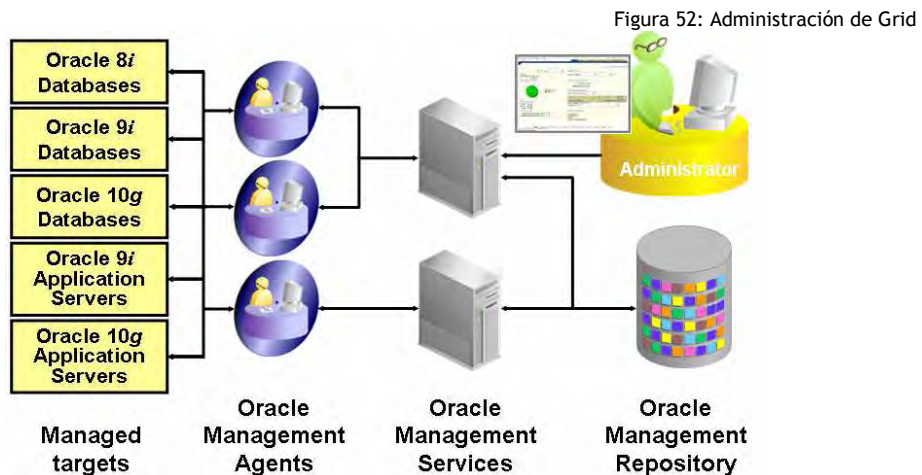 Figura 52: Administración de Grid
Oracle 8i
Databases
Oracle 9i
Databases
Oracle 10g
Databases
Oracle 9i
Application
Servers
Oracle 10g
Application
Servers
Administrator
Managed
targets
Oracle
Management
Agents
Oracle
Management
Services
Oracle
Management
Repository